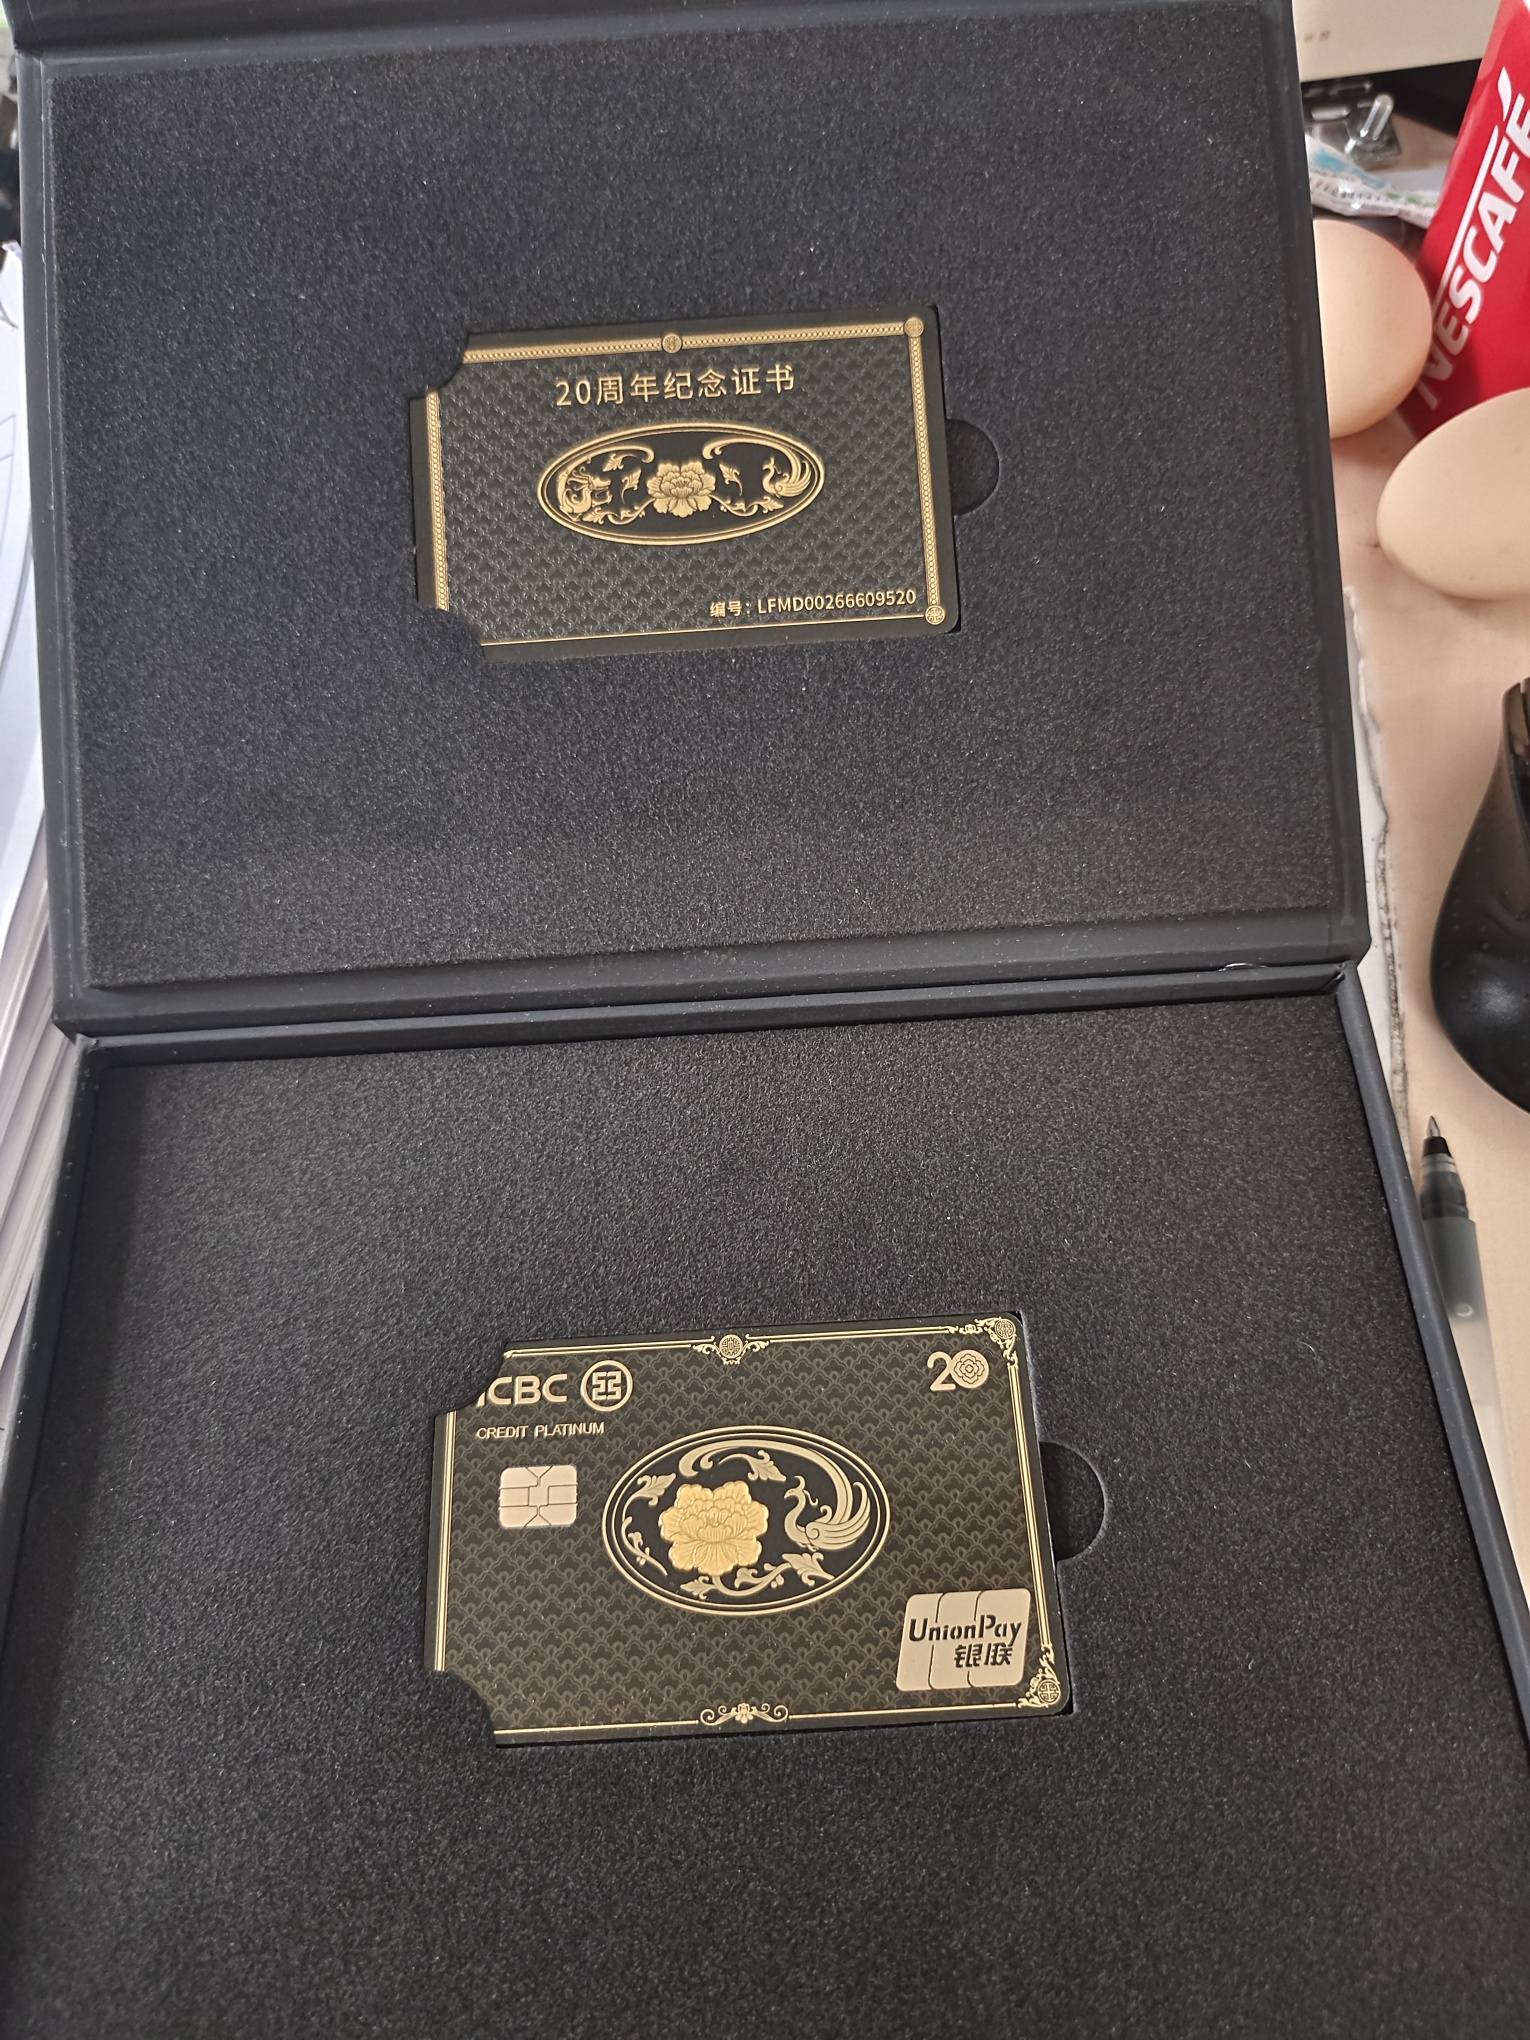 NESCAFÉ
20周年纪念证书
编号：LFMD00266609520
ICBC
20
CREDIT PLATINUM
UnionPay
银联